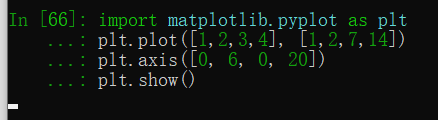 In [66]: import matplotlib.pyplot as plt
...: plt.plot([1,2,3,4], [1,2,7,14])
...: plt.axis([0, 6, 0, 20])
...: plt.show()